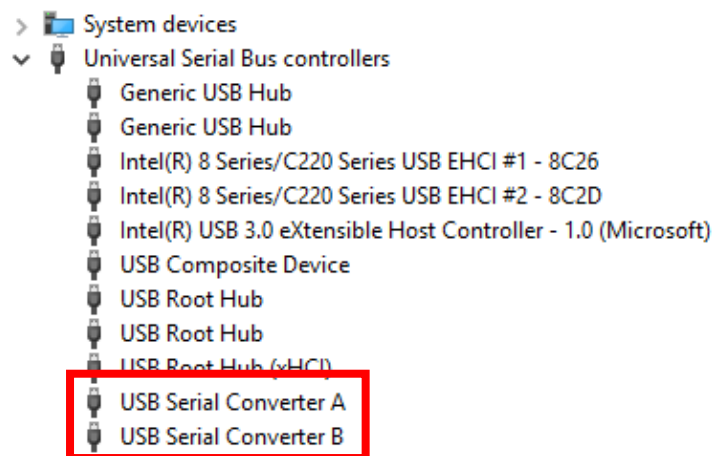 System devices
Universal Serial Bus controllers
Generic USB Hub
Generic USB Hub
Intel(R) 8 Series/C220 Series USB EHCI #1 - 8C26
Intel(R) 8 Series/C220 Series USB EHCI #2 - 8C2D
Intel(R) USB 3.0 eXtensible Host Controller - 1.0 (Microsoft)
USB Composite Device
USB Root Hub
USB Root Hub
USB Root Hub (xHCI)
USB Serial Converter A
USB Serial Converter B